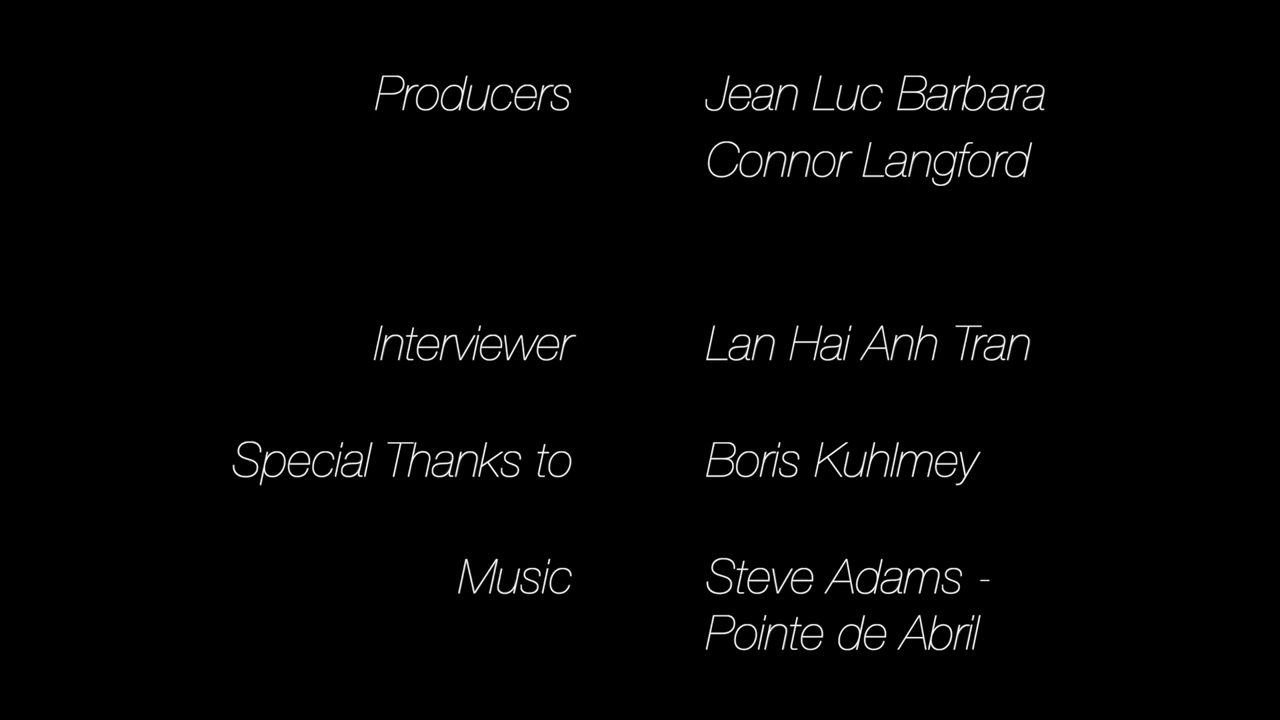 Producers Jean Luc Barbara
Connor Langford
Interviewer Lan Hai Anh Tran
Special Thanks to Boris Kuhlmey
Music Steve Adams -
Pointe de Abril